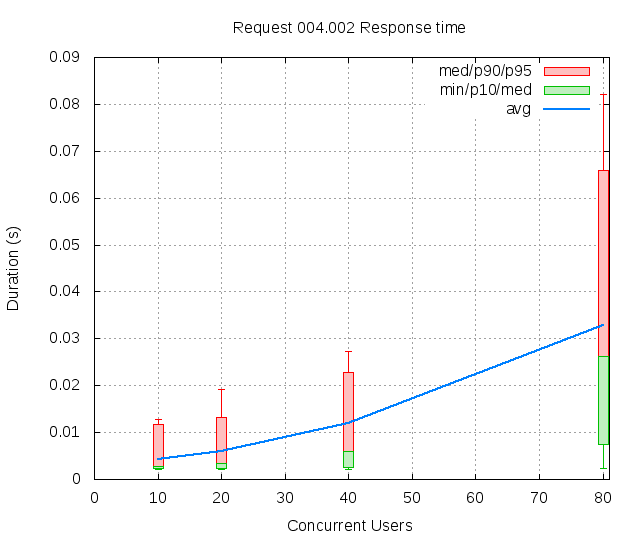 Request 004.002 Response time
med/p90/p95
min/p10/med
avg
Duration (s)
0.09
0.08
0.07
0.06
0.05
0.04
0.03
0.02
0.01
0
0 10 20 30 40 50 60 70 80
Concurrent Users